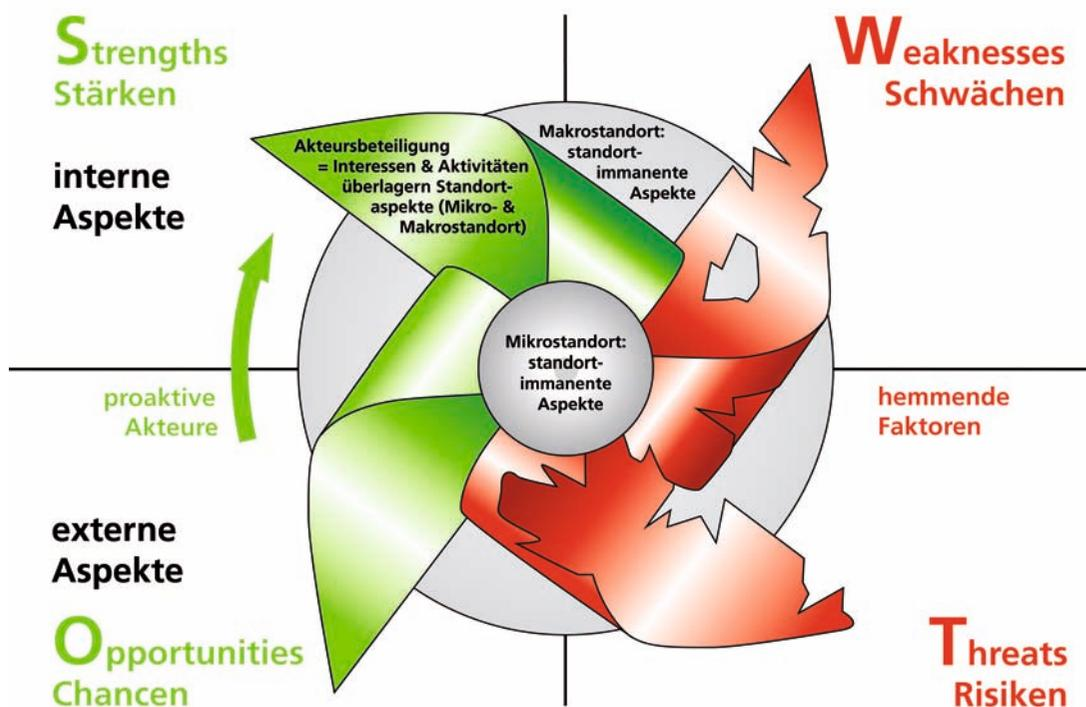 Strengths
Stärken
interne
Aspekte
Weaknesses
Schwächen
Akteursbeteiligung
= Interessen & Aktivitäten
überlagern Standort-
aspekte (Mikro- &
Makrostandort)
Makrostandort:
standort-
immanente
Aspekte
Mikrostandort:
standort-
immanente
Aspekte
proaktive
Akteure
hemmende
Faktoren
externe
Aspekte
Opportunities
Chancen
Threats
Risiken